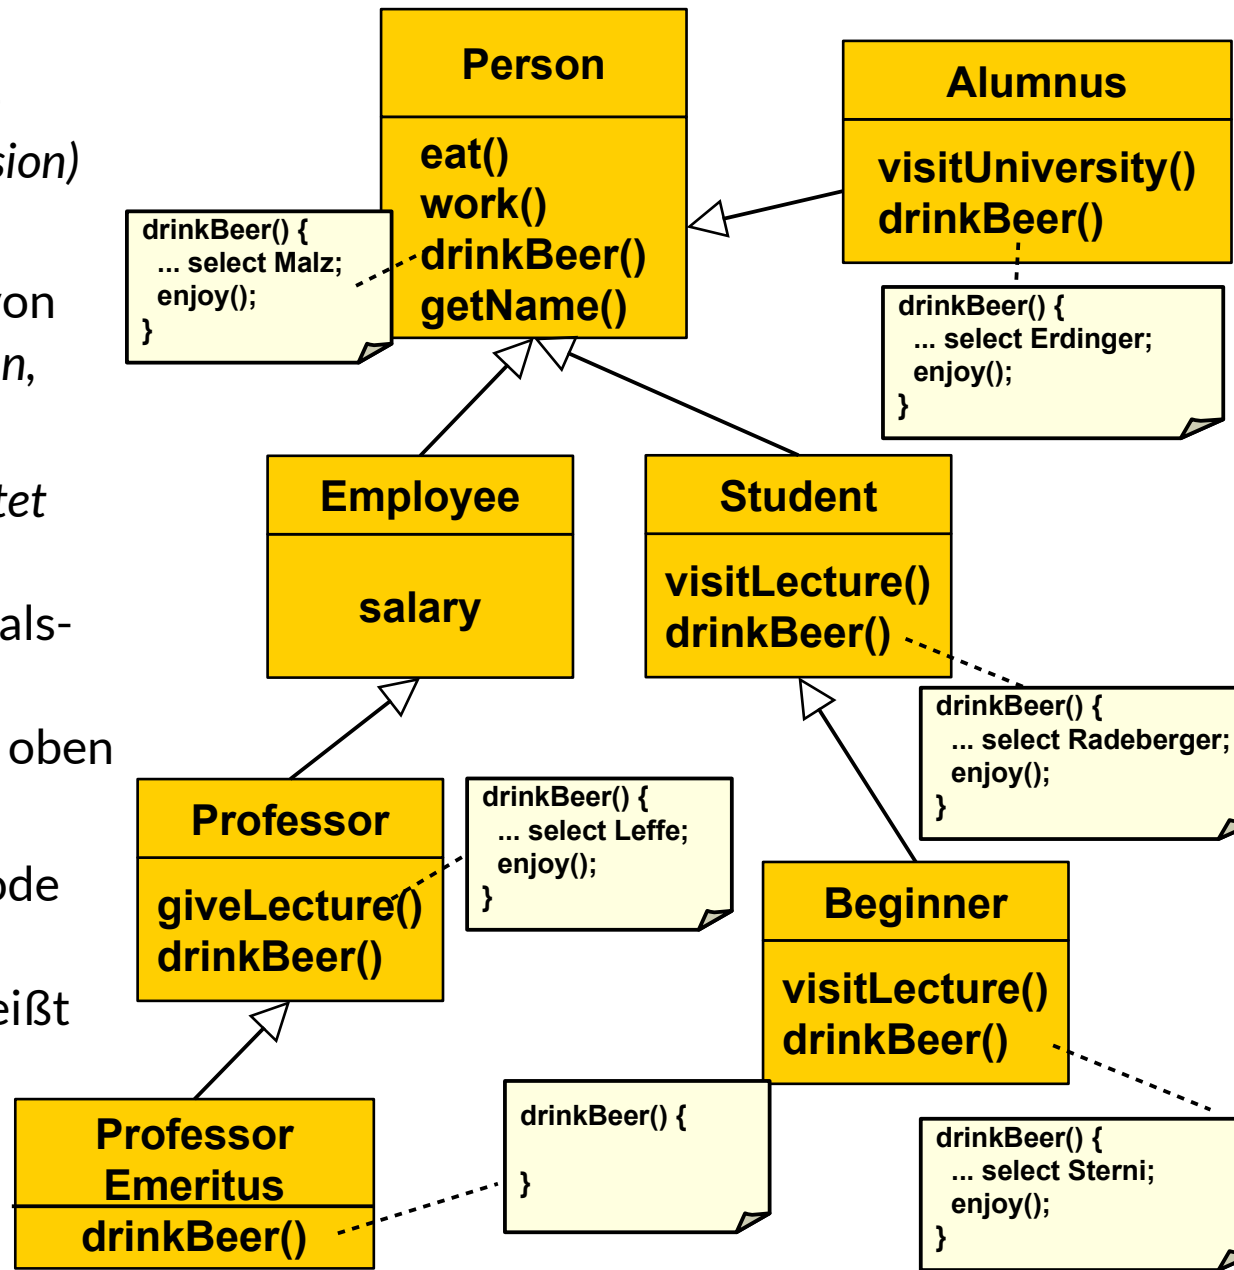 sion)
von
n,
tet
als-
oben
ode
eißt
Person
eat()
work()
drinkBeer()
getName()
drinkBeer() {
... select Malz;
enjoy();
}
Alumnus
visitUniversity()
drinkBeer()
drinkBeer() {
... select Erdinger;
enjoy();
}
Employee
salary
Student
visitLecture()
drinkBeer()
drinkBeer() {
... select Radeberger;
enjoy();
}
Professor
giveLecture()
drinkBeer()
drinkBeer() {
... select Leffe;
enjoy();
}
Beginner
visitLecture()
drinkBeer()
drinkBeer() {
... select Sterni;
enjoy();
}
Professor
Emeritus
drinkBeer()
drinkBeer() {
}